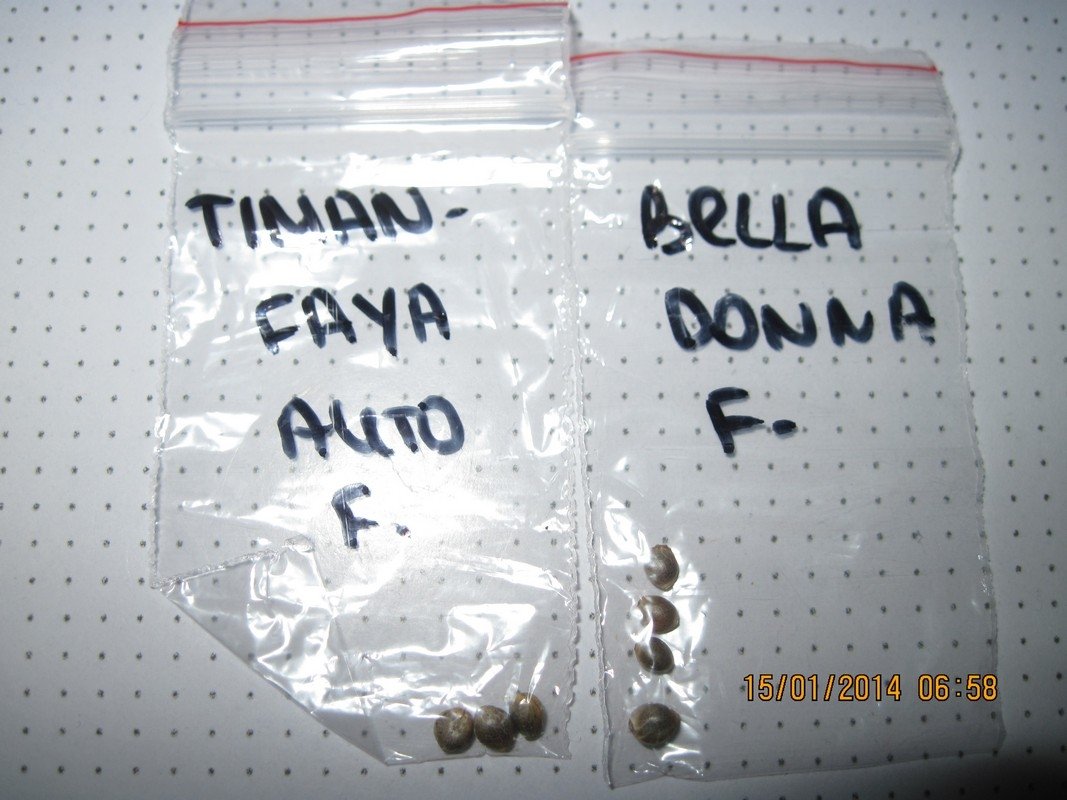 TIMAN-
FAYA
AUTO
F.
BELLA
DONNA
F.
15/01/2014 06:58